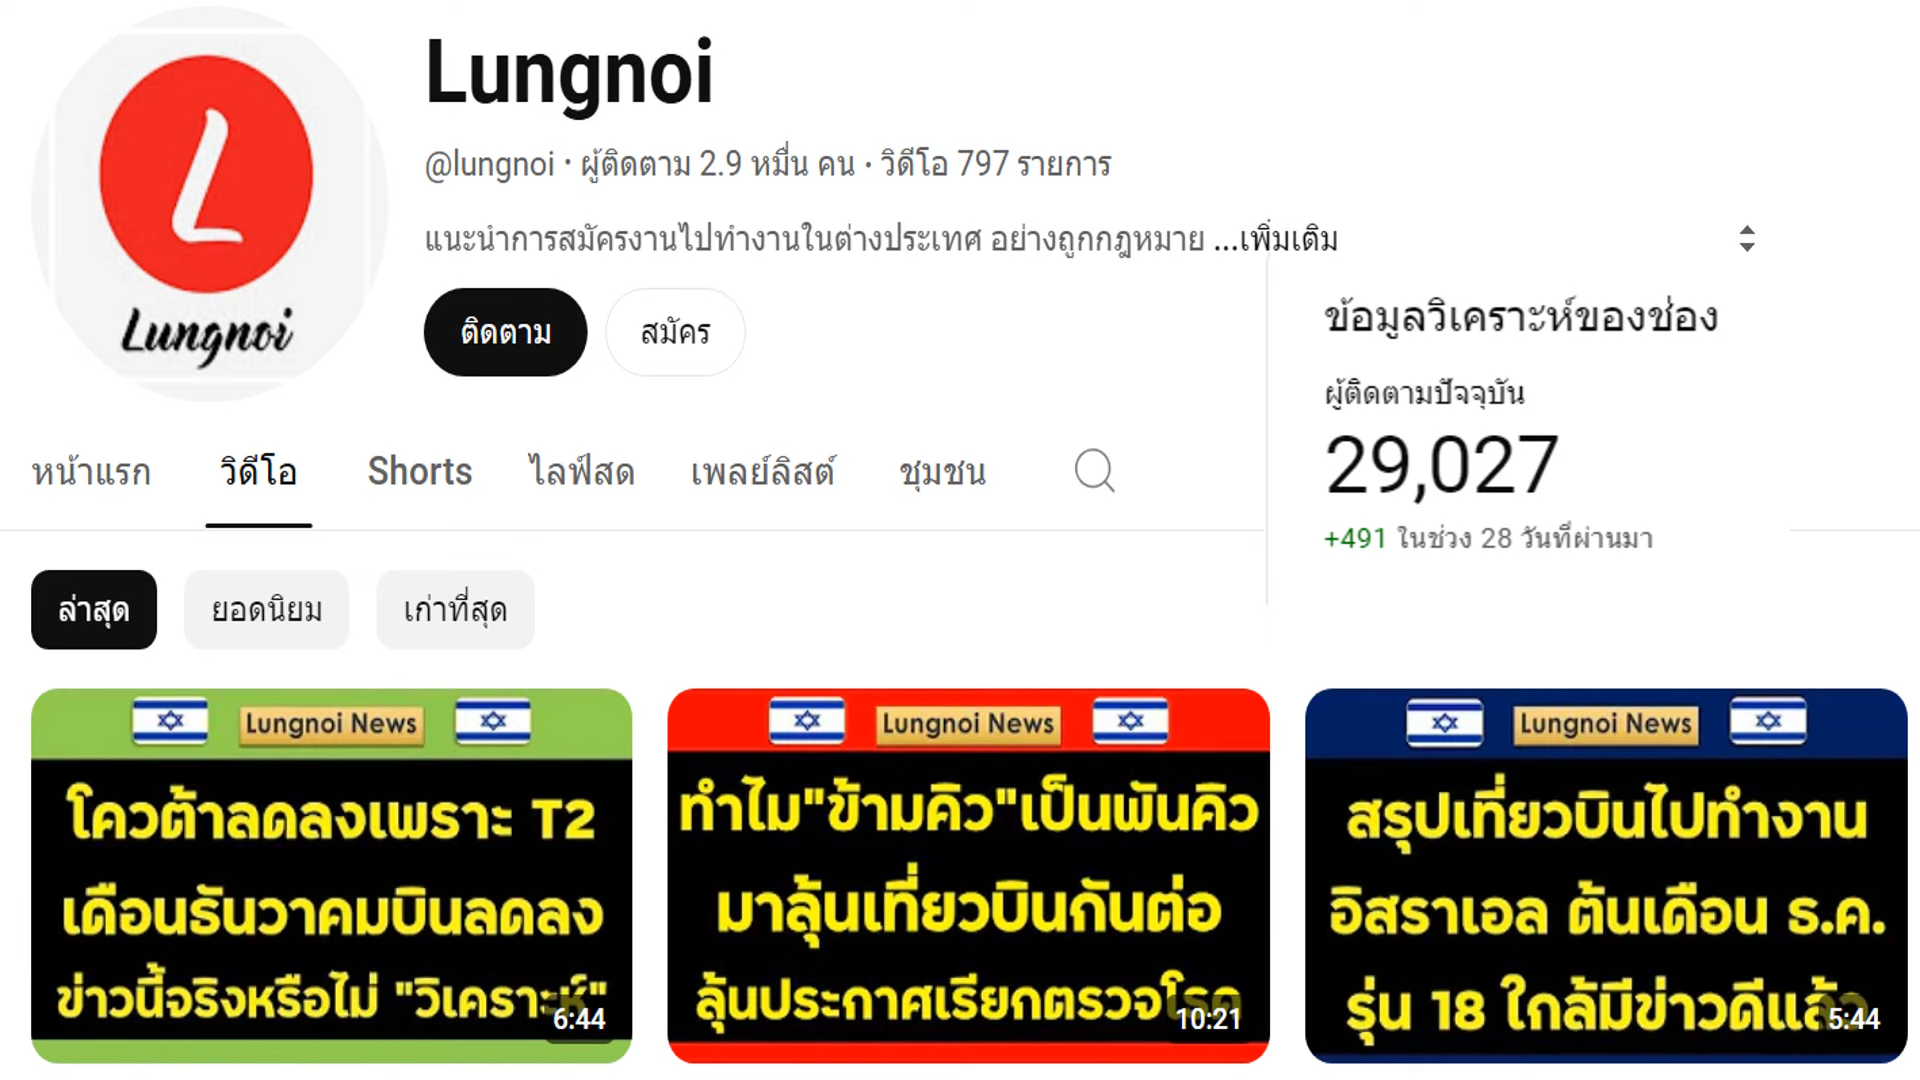 Lungnoi
@lungnoi · ผู้ติดตาม 2.9 หมื่น คน · วิดีโอ 797 รายการ
แนะนำการสมัครงานไปทำงานในต่างประเทศ อย่างถูกกฎหมาย ...เพิ่มเติม
ติดตาม
สมัคร
L
Lungnoi
ข้อมูลวิเคราะห์ของช่อง
ผู้ติดตามปัจจุบัน
29,027
+491 ในช่วง 28 วันที่ผ่านมา
หน้าแรก
วิดีโอ
Shorts
ไลฟ์สด
เพลย์ลิสต์
ชุมชน
ล่าสุด
ยอดนิยม
เก่าที่สุด
Lungnoi News
โควต้าลดลงเพราะ T2
เดือนธันวาคมบินลดลง
ข่าวนี้จริงหรือไม่ "วิเคราะห์"
6:44
Lungnoi News
ทำไม"ข้ามคิว"เป็นพันคิว
มาลุ้นเที่ยวบินกันต่อ
ลุ้นประกาศเรียกตรวจโรค
10:21
Lungnoi News
สรุปเที่ยวบินไปทำงาน
อิสราเอล ต้นเดือน ธ.ค.
รุ่น 18 ใกล้มีข่าวดีแล้ว
5:44